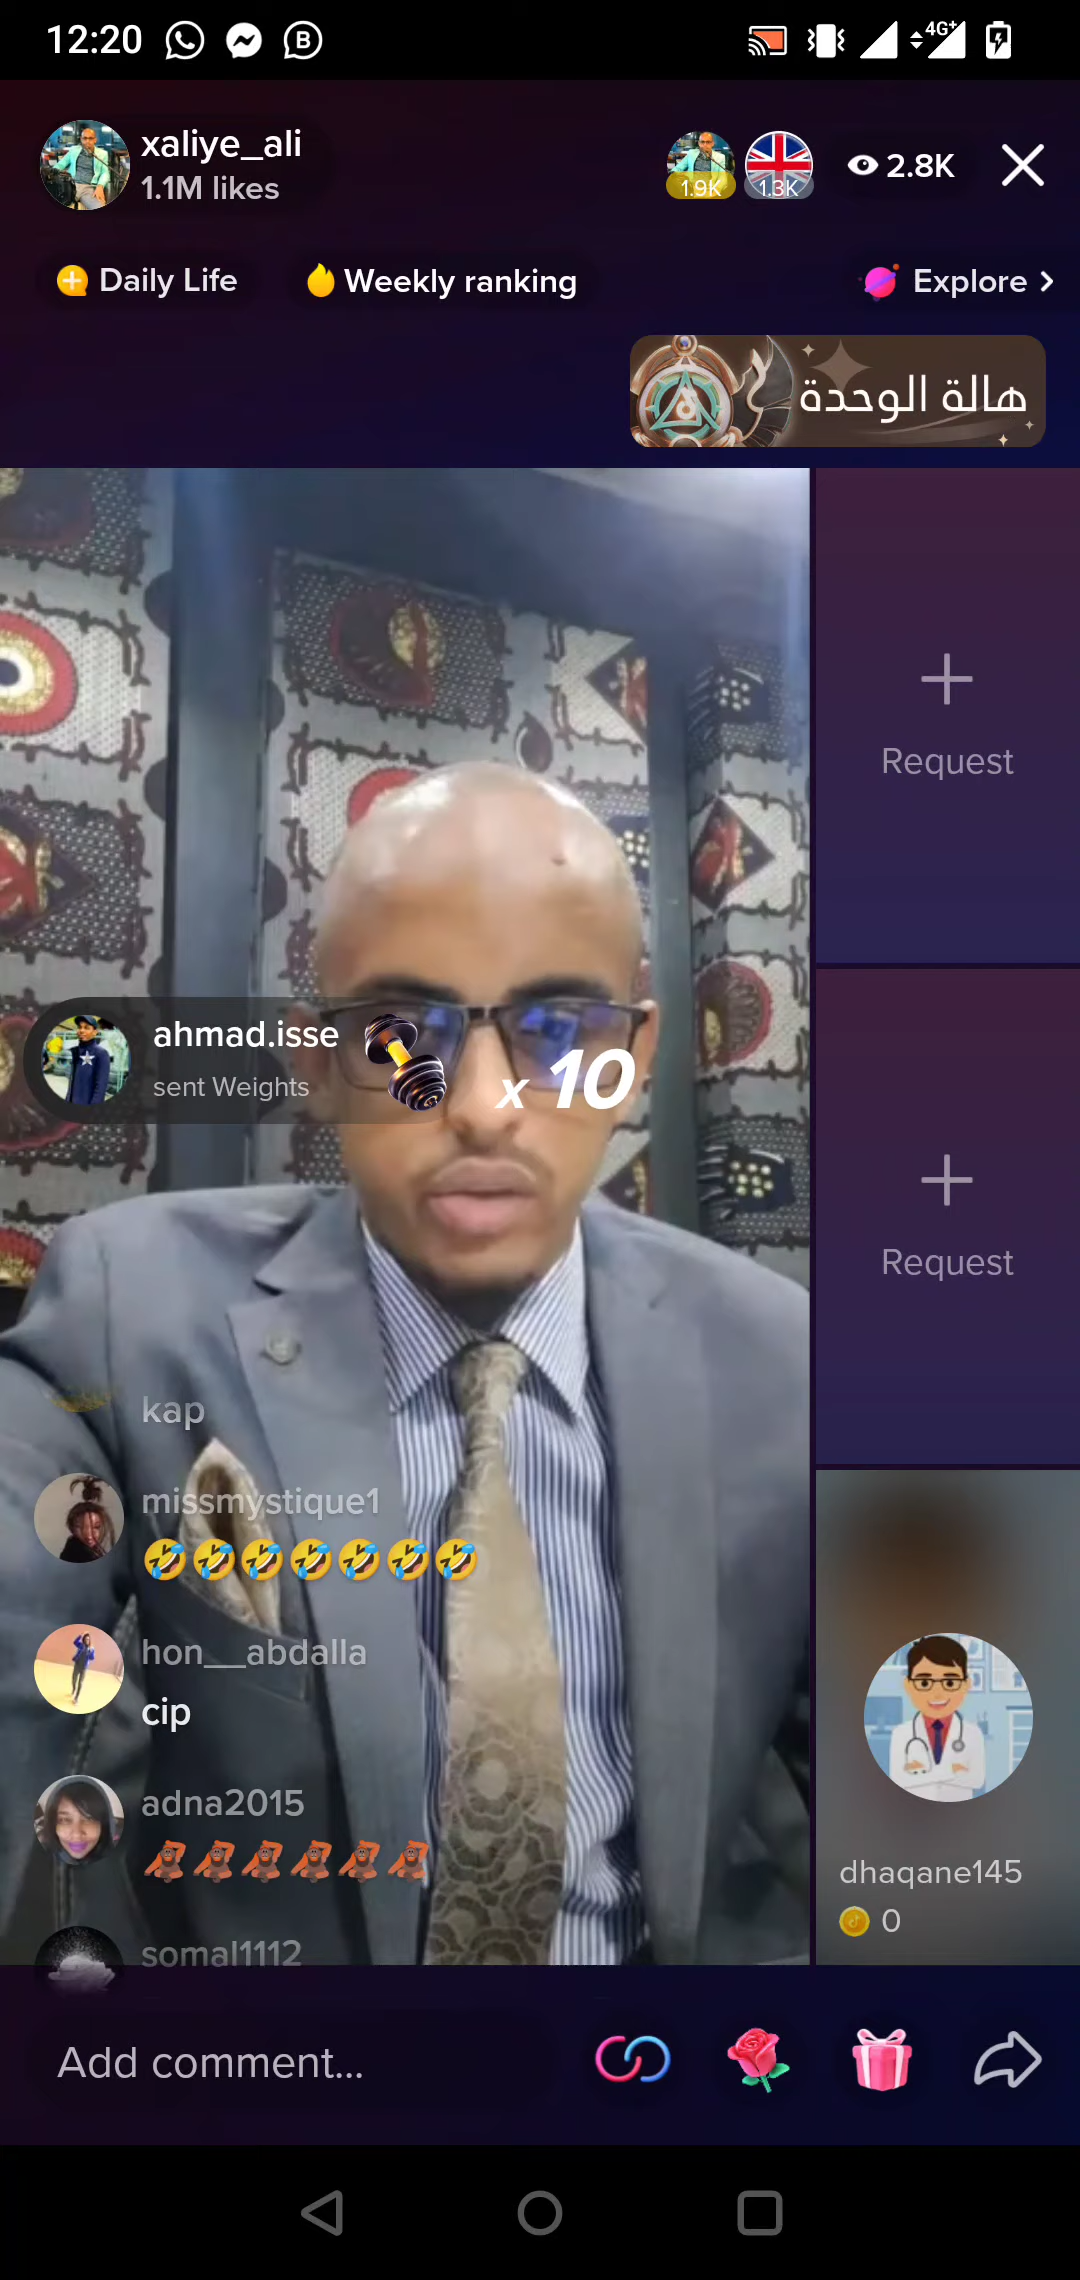 12:20
4G+
xaliye_ali
1.1M likes
1.9K
1.3K
2.8K
Daily Life
Weekly ranking
Explore
هالة الوحدة
Request
ahmad.isse
sent Weights
x 10
Request
kap
missmystique1
🤣🤣🤣🤣🤣🤣🤣
hon__abdalla
cip
adna2015
🦧🦧🦧🦧🦧🦧
somal1112
dhaqane145
0
Add comment...